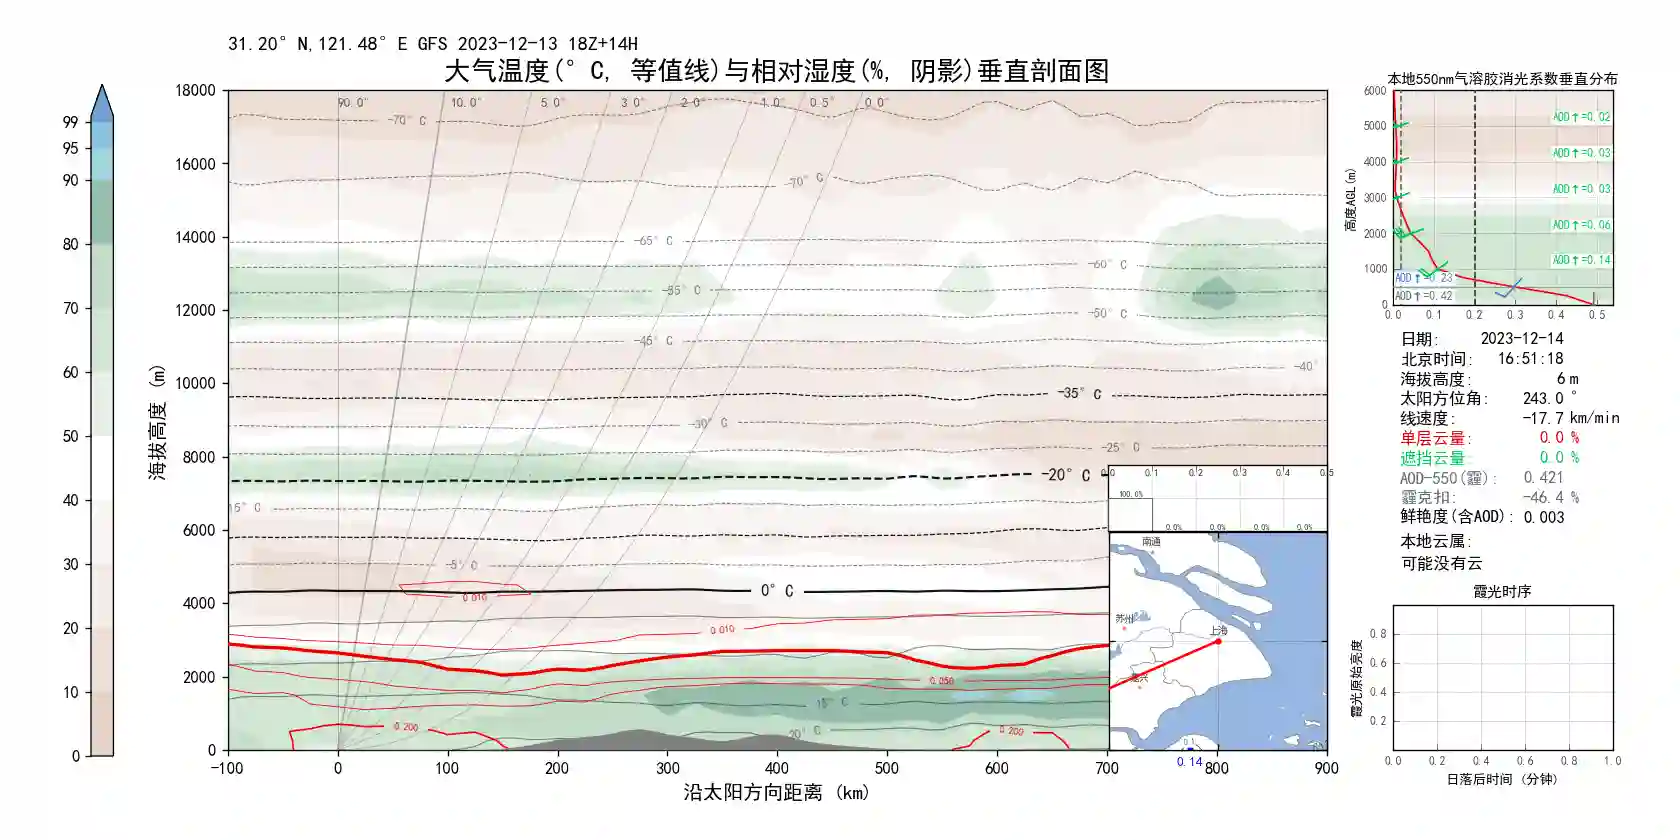 31.20° N,121.48° E GFS 2023-12-13 18Z+14H
大气温度(° C, 等值线)与相对湿度(%, 阴影)垂直剖面图
99
95
90
80
70
60
50
40
30
20
10
0
海拔高度 (m)
18000
16000
14000
12000
10000
8000
6000
4000
2000
0
90.0° 10.0° 5.0° 3.0° 2.0° 1.0° 0.5° 0.0°
-70° C
-70° C
-65° C
-60° C
-55° C
-50° C
-45° C
-40°
-35° C
-30° C
-25° C
-20° C
15° C
-5° C
0° C
0.010
0.010
0.050
15° C
0.200
20° C
0.200
-100 0 100 200 300 400 500 600 700 800 900
沿太阳方向距离 (km)
0.0 0.1 0.2 0.3 0.4 0.5
100.0%
0.0% 0.0% 0.0% 0.0%
南通
苏州
上海
嘉兴
0.1
0.14
本地550nm气溶胶消光系数垂直分布
高度AGL(m)
6000
5000
4000
3000
2000
1000
0
AOD↑=0.02
AOD↑=0.03
AOD↑=0.03
AOD↑=0.06
AOD↑=0.14
AOD↑=0.23
AOD↑=0.42
0.0 0.1 0.2 0.3 0.4 0.5
日期: 2023-12-14
北京时间: 16:51:18
海拔高度: 6 m
太阳方位角: 243.0 °
线速度: -17.7 km/min
单层云量: 0.0 %
遮挡云量: 0.0 %
AOD-550(霾): 0.421
霾克扣: -46.4 %
鲜艳度(含AOD): 0.003
本地云属:
可能没有云
霞光时序
霞光原始亮度
0.8
0.6
0.4
0.2
0.0 0.2 0.4 0.6 0.8 1.0
日落后时间 (分钟)